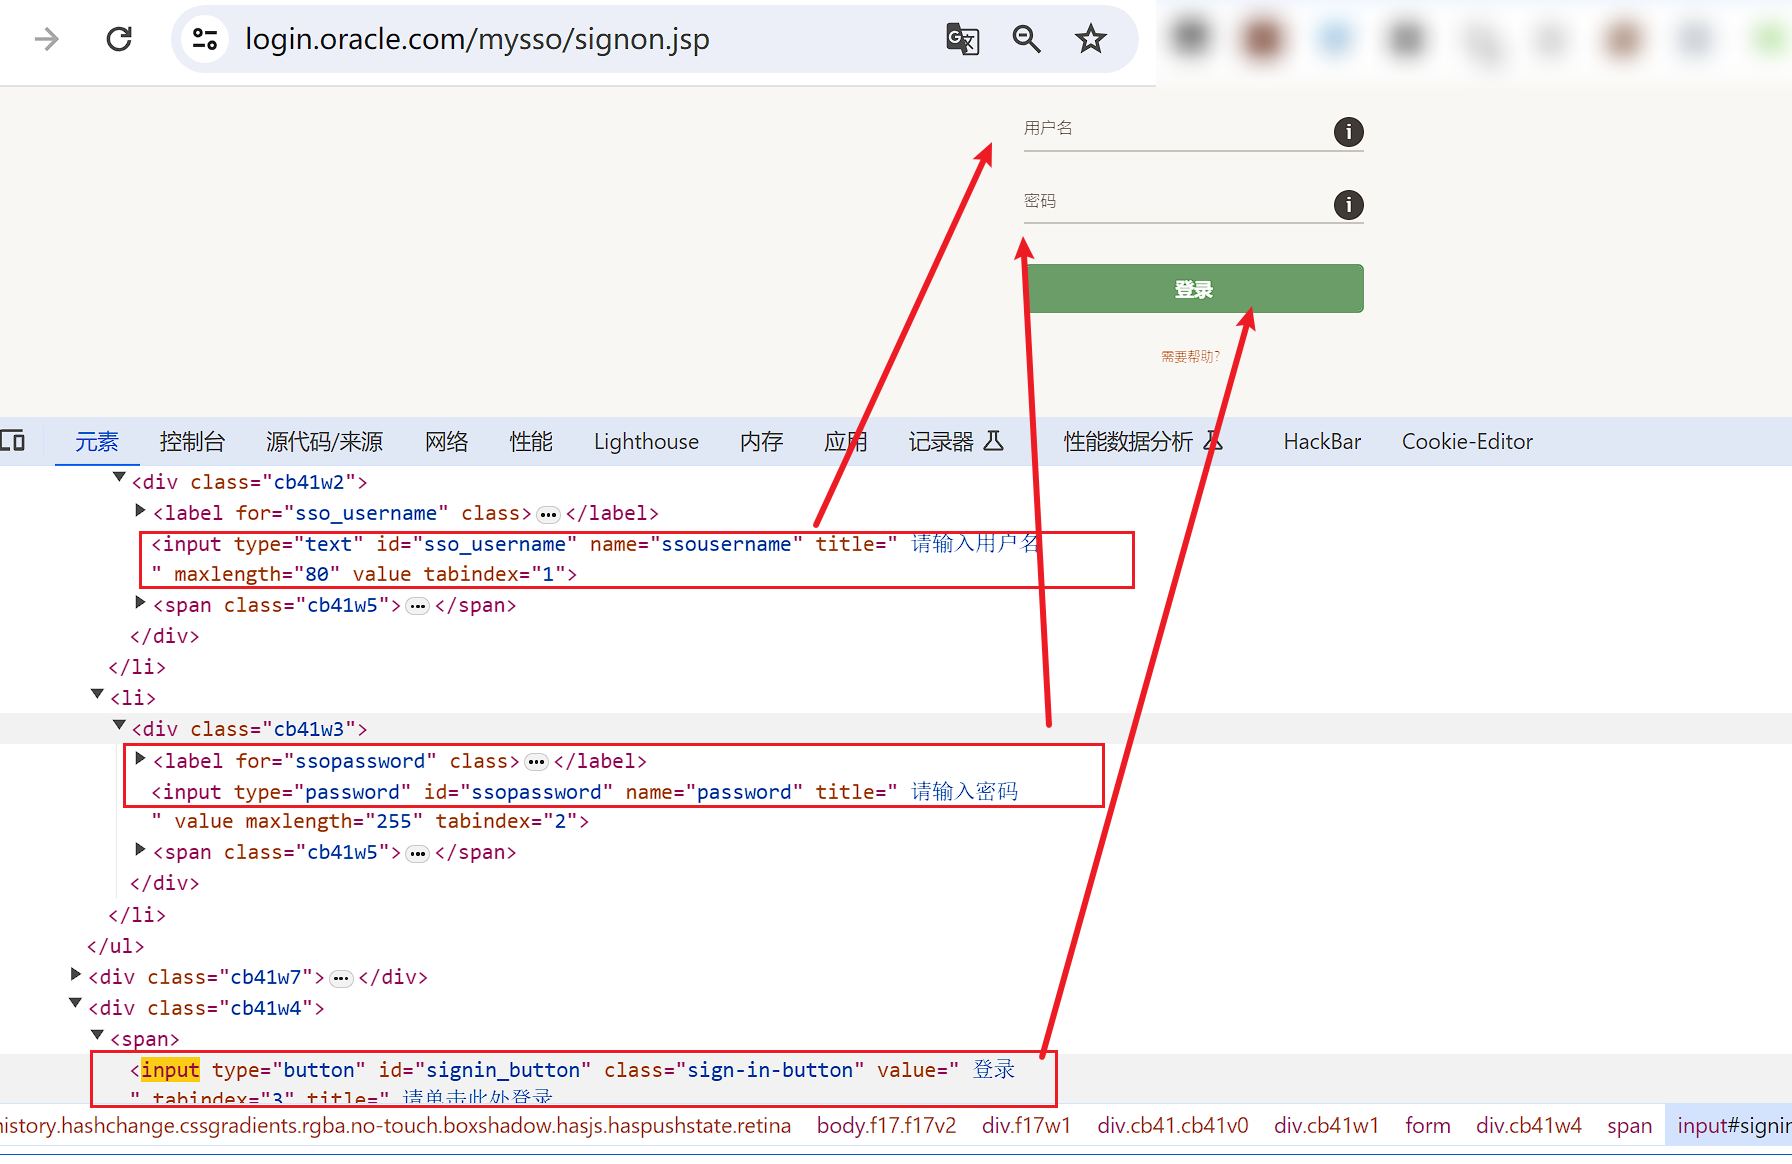 login.oracle.com/mysso/signon.jsp
用户名
密码
登录
需要帮助?
元素 控制台 源代码/来源 网络 性能 Lighthouse 内存 应用 记录器 性能数据分析 HackBar Cookie-Editor
<div class="cb41w2">
<label for="sso_username" class>…</label>
<input type="text" id="sso_username" name="ssousername" title=" 请输入用户名
" maxlength="80" value tabindex="1">
<span class="cb41w5">…</span>
</div>
</li>
<li>
<div class="cb41w3">
<label for="ssopassword" class>…</label>
<input type="password" id="ssopassword" name="password" title=" 请输入密码
" value maxlength="255" tabindex="2">
<span class="cb41w5">…</span>
</div>
</li>
</ul>
<div class="cb41w7">…</div>
<div class="cb41w4">
<span>
<input type="button" id="signin_button" class="sign-in-button" value=" 登录
" tabindex="3" title=" 请单击此处登录
history.hashchange.cssgradients.rgba.no-touch.boxshadow.hasjs.haspushstate.retina body.f17.f17v2 div.f17w1 div.cb41.cb41v0 div.cb41w1 form div.cb41w4 span input#signin